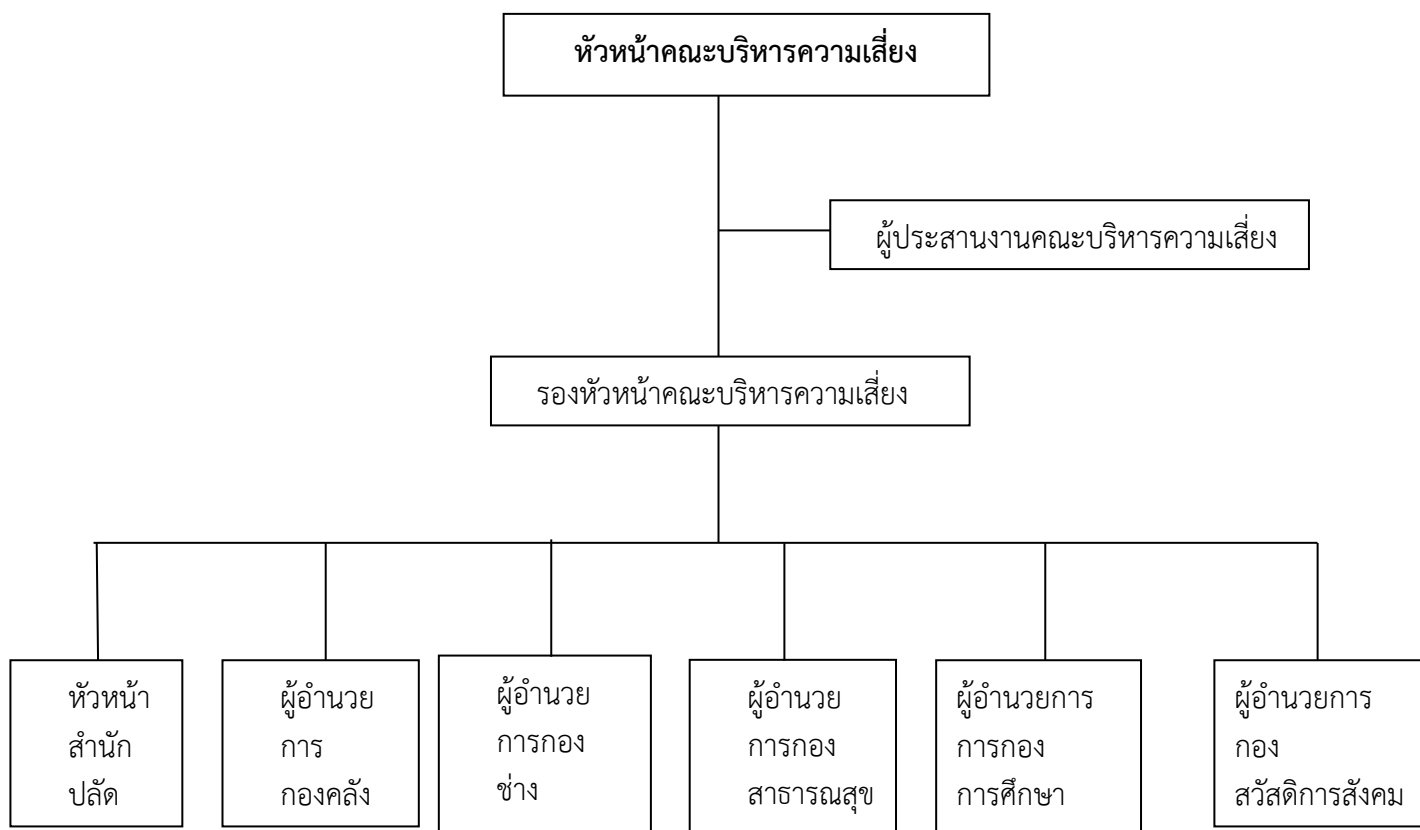 หัวหน้าคณะบริหารความเสี่ยง
ผู้ประสานงานคณะบริหารความเสี่ยง
รองหัวหน้าคณะบริหารความเสี่ยง
หัวหน้า
สำนัก
ปลัด
ผู้อำนวย
การ
กองคลัง
ผู้อำนวย
การกอง
ช่าง
ผู้อำนวย
การกอง
สาธารณสุข
ผู้อำนวยการ
การกอง
การศึกษา
ผู้อำนวยการ
กอง
สวัสดิการสังคม